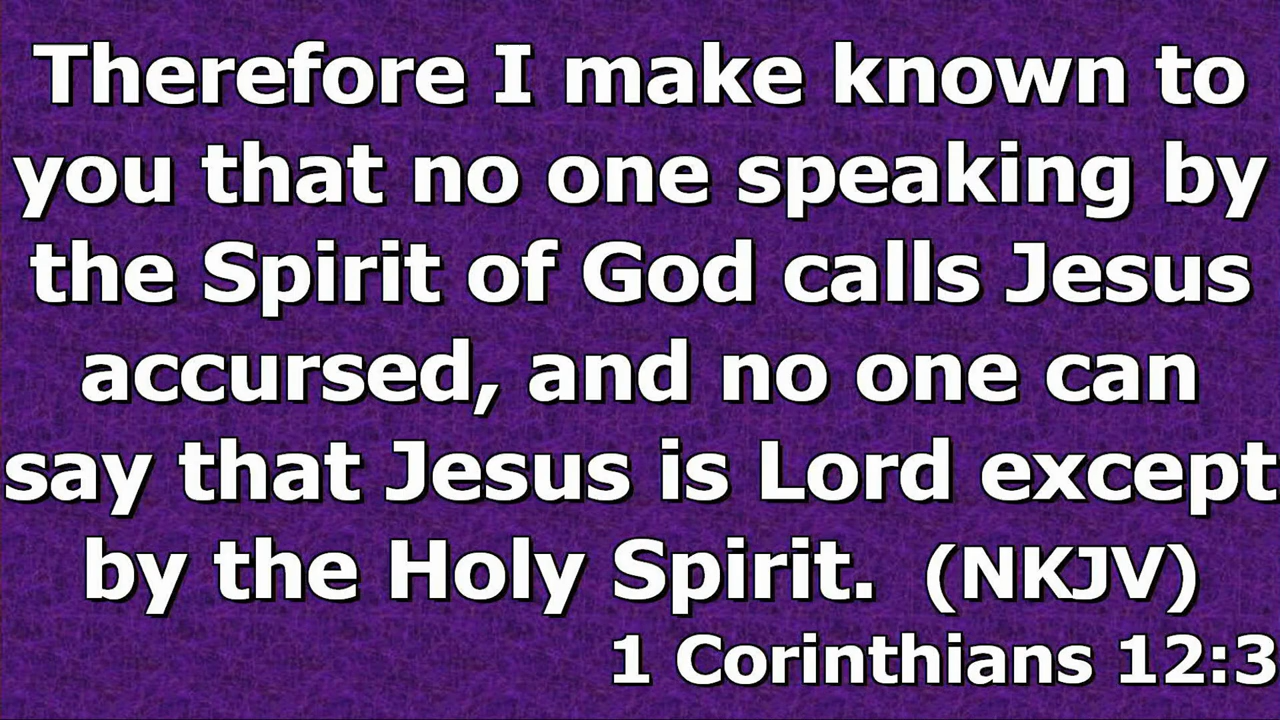 Therefore I make known to
you that no one speaking by
the Spirit of God calls Jesus
accursed, and no one can
say that Jesus is Lord except
by the Holy Spirit.  (NKJV)
1 Corinthians 12:3